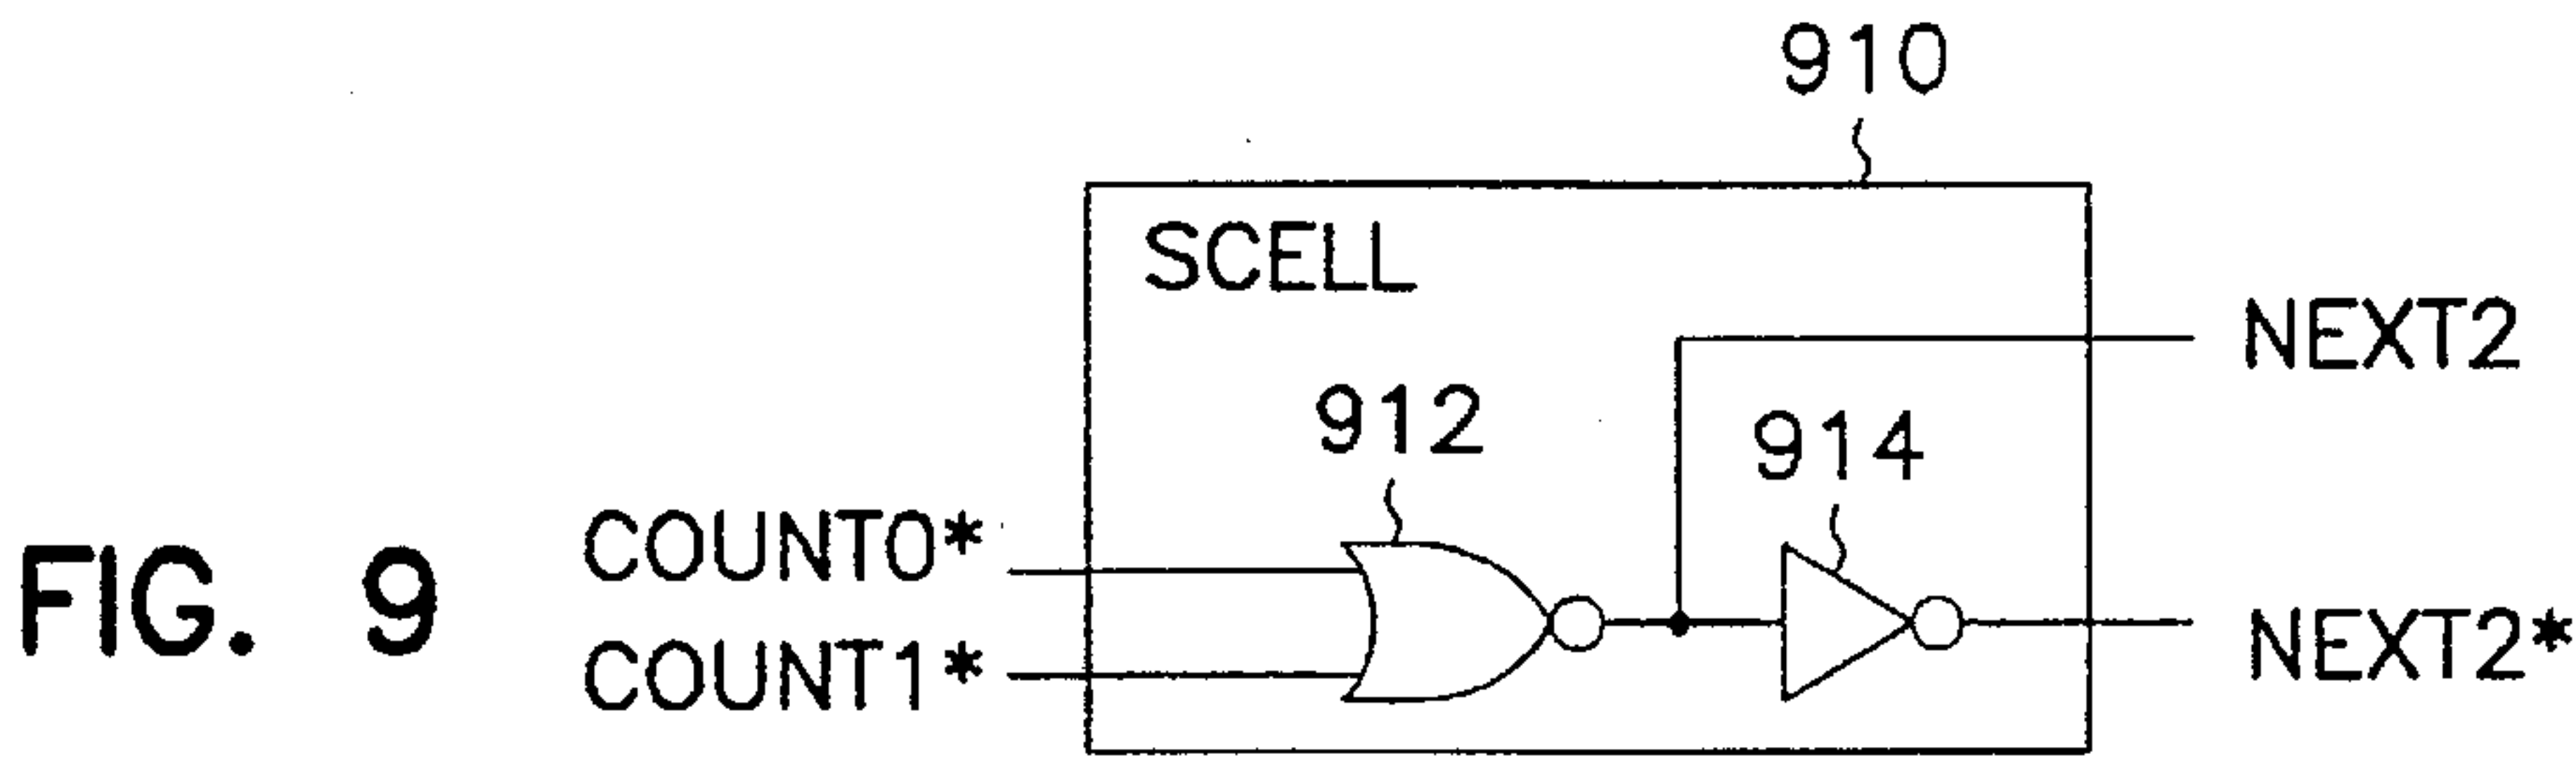 910
SCELL
NEXT2
912
914
COUNT0*
FIG. 9
COUNT1*
NEXT2*